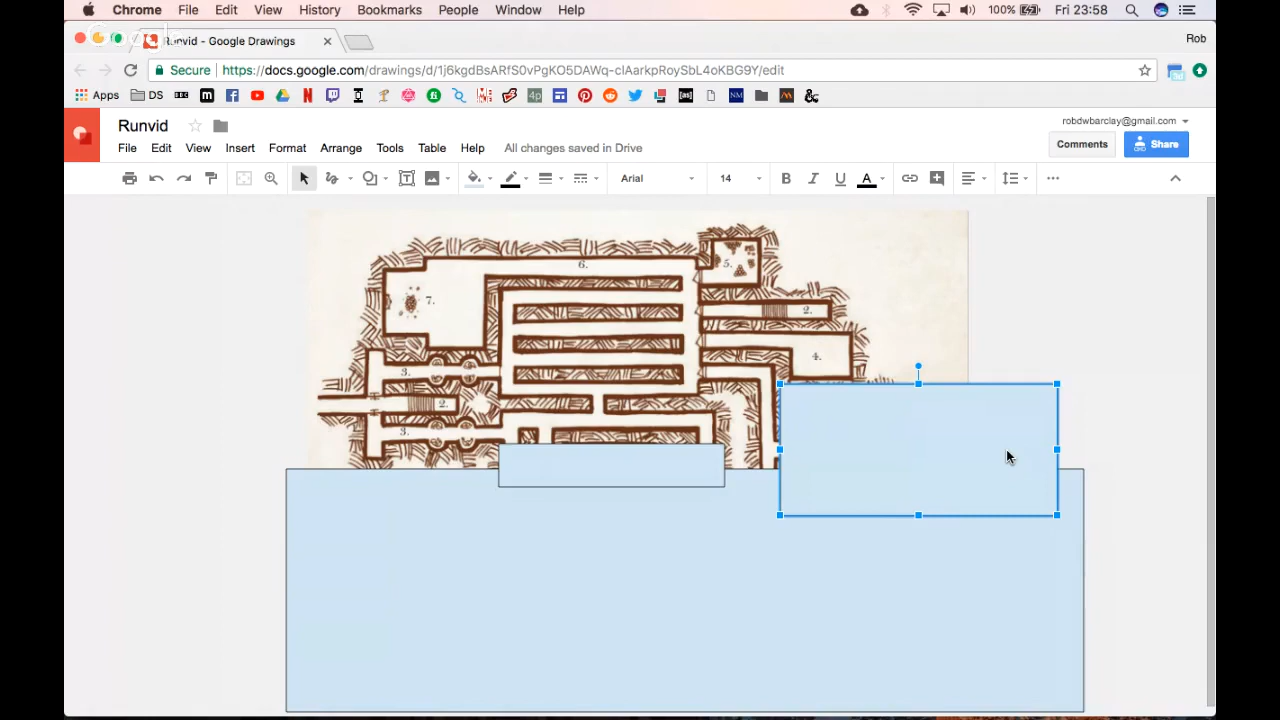 Chrome File Edit View History Bookmarks People Window Help 100% Fri 23:58
Google
Runvid - Google Drawings Rob
Secure https://docs.google.com/drawings/d/1j6kgdBsARfS0vPgKO5DAWq-clAarkpRoySbL4oKBG9Y/edit
Apps DS 4p NM
Runvid robdwbarclay@gmail.com
File Edit View Insert Format Arrange Tools Table Help All changes saved in Drive Comments Share
Arial 14 B I U A
5.
6.
7.
2.
4.
3.
2.
3.